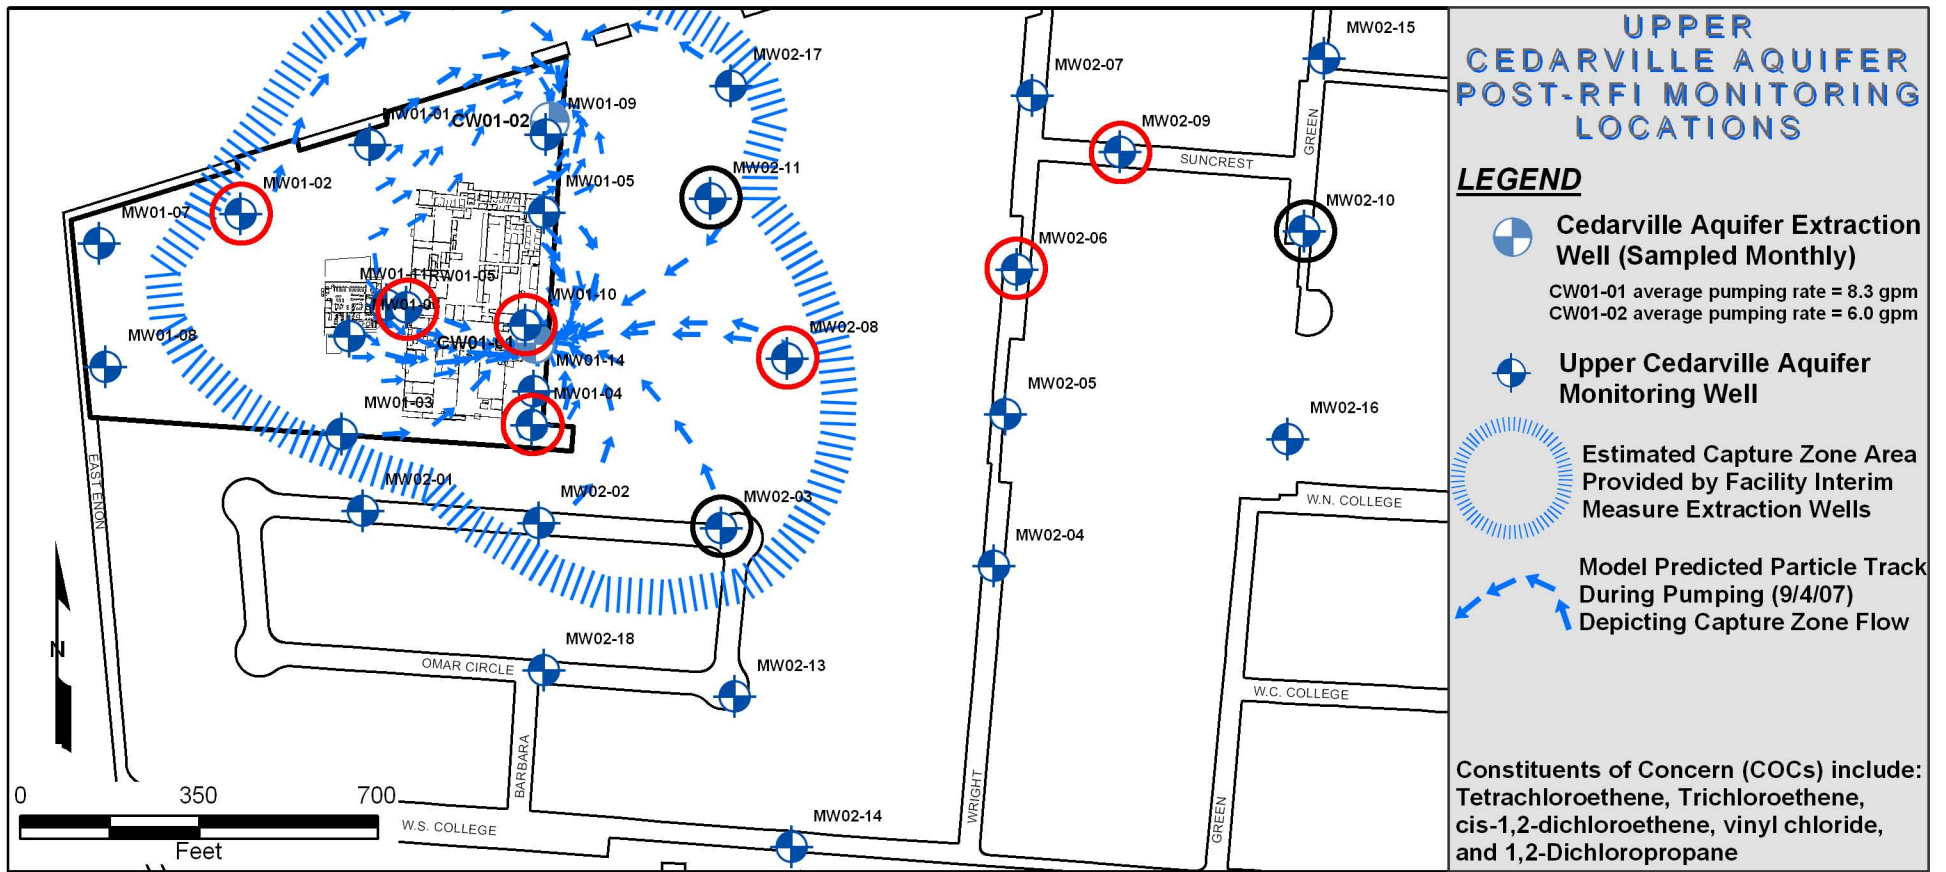 UPPER
CEDARVILLE AQUIFER
POST-RFI MONITORING
LOCATIONS
LEGEND
Cedarville Aquifer Extraction
Well (Sampled Monthly)
CW01-01 average pumping rate = 8.3 gpm
CW01-02 average pumping rate = 6.0 gpm
Upper Cedarville Aquifer
Monitoring Well
Estimated Capture Zone Area
Provided by Facility Interim
Measure Extraction Wells
Model Predicted Particle Track
During Pumping (9/4/07)
Depicting Capture Zone Flow
Constituents of Concern (COCs) include:
Tetrachloroethene, Trichloroethene,
cis-1,2-dichloroethene, vinyl chloride,
and 1,2-Dichloropropane
MW02-15
MW02-17
MW02-07
MW01-09
MW01-01
CW01-02
MW02-09
GREEN
SUNCREST
MW02-11
MW01-02
MW01-05
MW02-10
MW01-07
MW02-06
MW01-11
RW01-05
MW01-10
MW02-08
MW01-08
CW01-01
MW01-14
MW02-05
MW01-04
MW01-03
MW02-16
EAST ENON
MW02-01
MW02-02
MW02-03
W.N. COLLEGE
MW02-04
N
MW02-18
OMAR CIRCLE
MW02-13
W.C. COLLEGE
BARBARA
WRIGHT
GREEN
0 350 700
Feet
W.S. COLLEGE
MW02-14